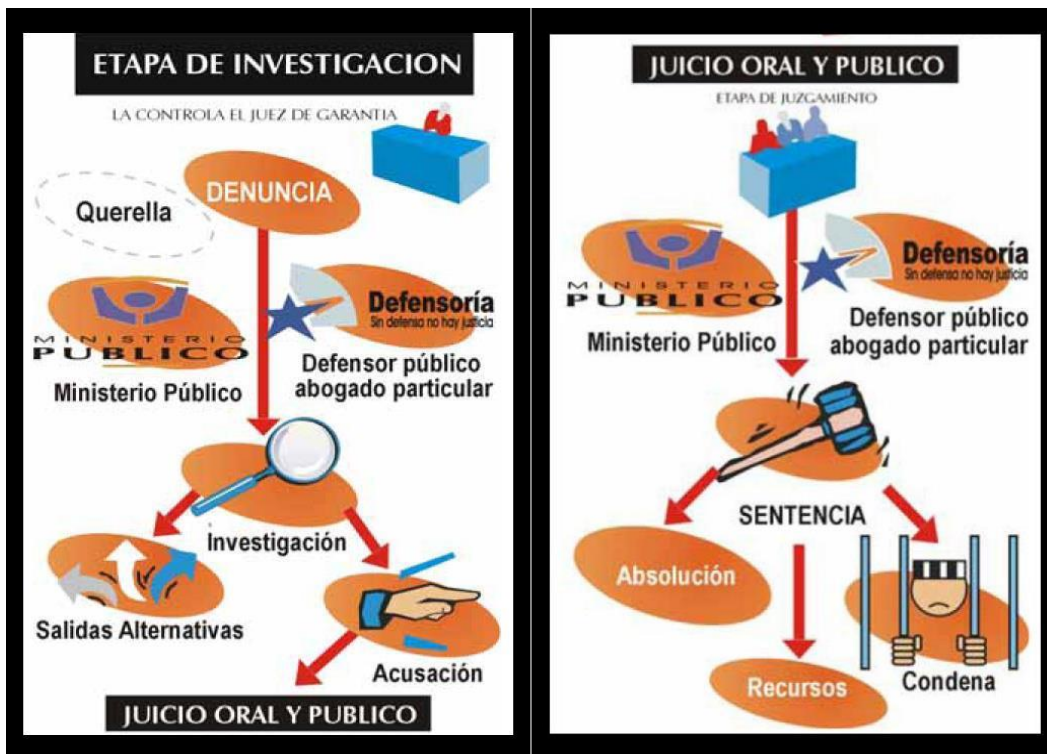 ETAPA DE INVESTIGACION
LA CONTROLA EL JUEZ DE GARANTIA
DENUNCIA
Querella
MINISTERIO
PUBLICO
Ministerio Público
Defensoría
Sin defensa no hay justicia
Defensor público
abogado particular
Investigación
Salidas Alternativas
Acusación
JUICIO ORAL Y PUBLICO
JUICIO ORAL Y PUBLICO
ETAPA DE JUZGAMIENTO
MINISTERIO
PUBLICO
Ministerio Público
Defensoría
Sin defensa no hay justicia
Defensor público
abogado particular
SENTENCIA
Absolución
Recursos
Condena